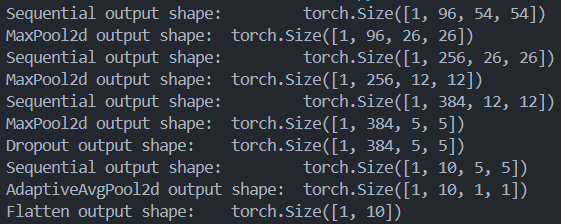 Sequential output shape:         torch.Size([1, 96, 54, 54])
MaxPool2d output shape:  torch.Size([1, 96, 26, 26])
Sequential output shape:         torch.Size([1, 256, 26, 26])
MaxPool2d output shape:  torch.Size([1, 256, 12, 12])
Sequential output shape:         torch.Size([1, 384, 12, 12])
MaxPool2d output shape:  torch.Size([1, 384, 5, 5])
Dropout output shape:    torch.Size([1, 384, 5, 5])
Sequential output shape:         torch.Size([1, 10, 5, 5])
AdaptiveAvgPool2d output shape:  torch.Size([1, 10, 1, 1])
Flatten output shape:    torch.Size([1, 10])